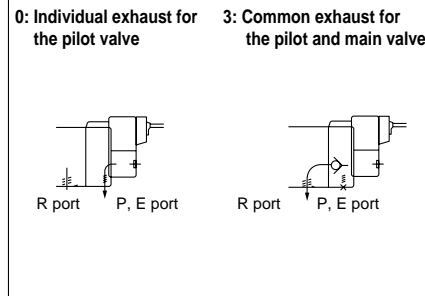 0: Individual exhaust for
the pilot valve
3: Common exhaust for
the pilot and main valve
R port
P, E port
R port
P, E port